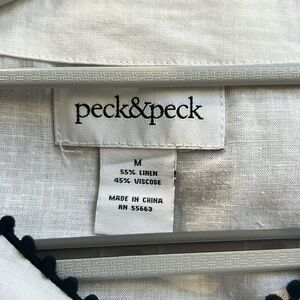 peck&peck
M
55% LINEN
45% VISCOSE
MADE IN CHINA
RN 55663